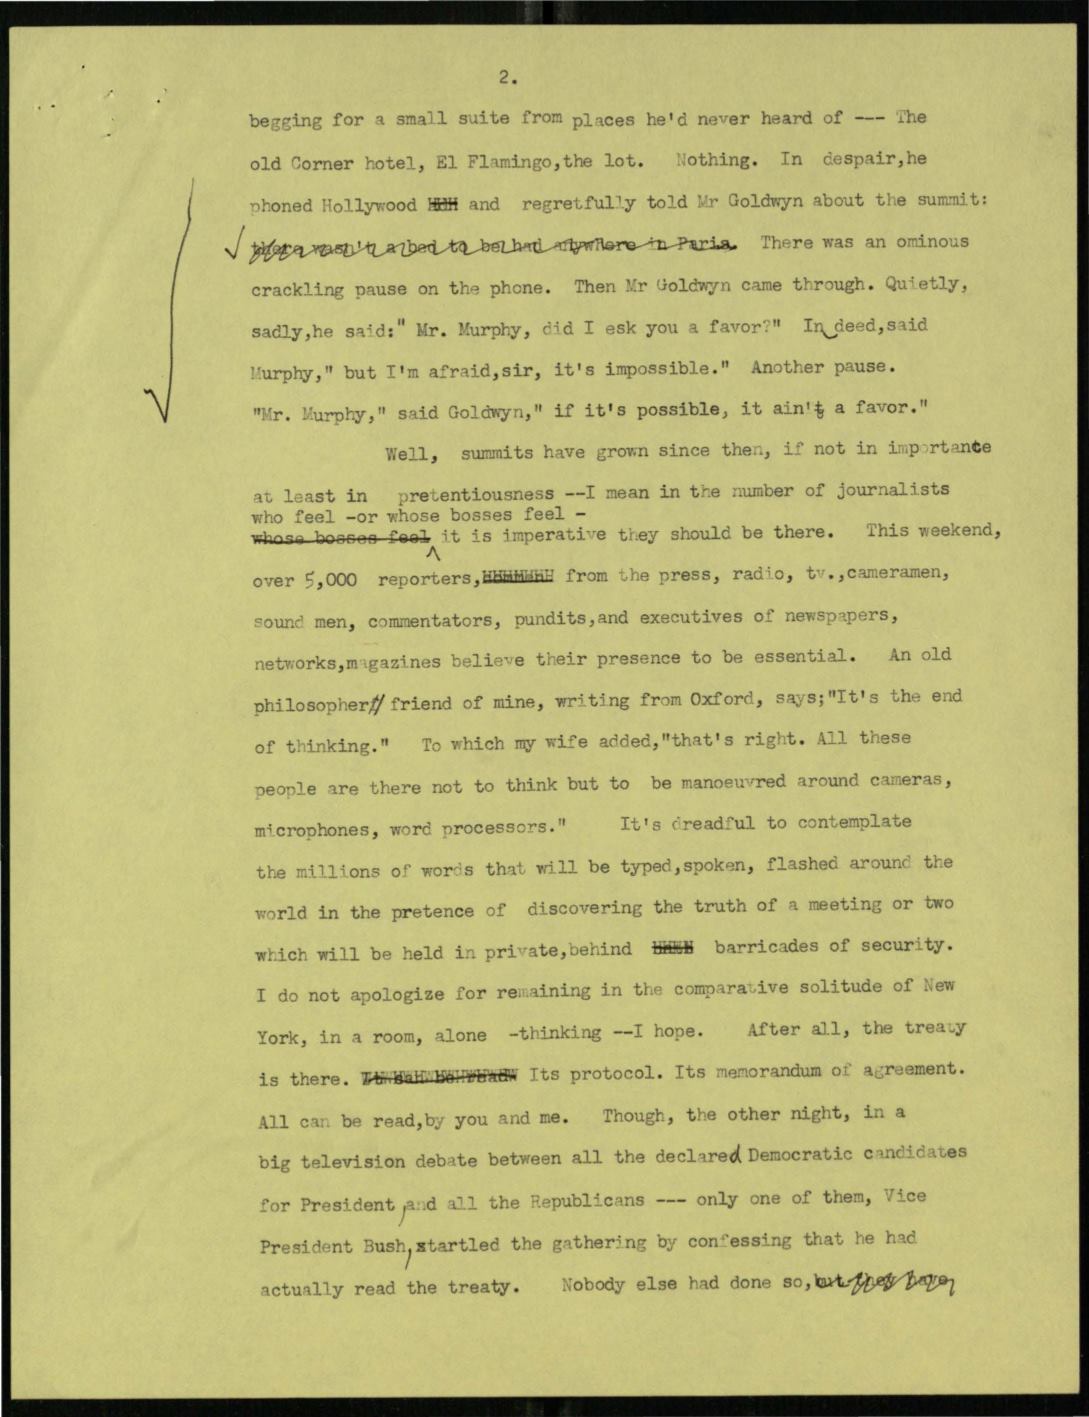 2.
begging for a small suite from places he'd never heard of --- The
old Corner hotel, El Flamingo,the lot. Nothing. In despair,he
phoned Hollywood and regretfully told Mr Goldwyn about the summit:
there wasn't a bed to be had anywhere in Paris. There was an ominous
crackling pause on the phone. Then Mr Goldwyn came through. Quietly,
sadly,he said:" Mr. Murphy, did I esk you a favor?" Indeed,said
Murphy," but I'm afraid,sir, it's impossible." Another pause.
"Mr. Murphy," said Goldwyn," if it's possible, it ain't a favor."
Well, summits have grown since then, if not in importance
at least in pretentiousness --I mean in the number of journalists
who feel -or whose bosses feel -
whose bosses feel it is imperative they should be there. This weekend,
over 5,000 reporters, from the press, radio, tv.,cameramen,
sound men, commentators, pundits,and executives of newspapers,
networks,magazines believe their presence to be essential. An old
philosopher friend of mine, writing from Oxford, says;"It's the end
of thinking." To which my wife added,"that's right. All these
people are there not to think but to be manoeuvred around cameras,
microphones, word processors." It's dreadful to contemplate
the millions of words that will be typed,spoken, flashed around the
world in the pretence of discovering the truth of a meeting or two
which will be held in private,behind barricades of security.
I do not apologize for remaining in the comparative solitude of New
York, in a room, alone -thinking --I hope. After all, the treaty
is there. Its protocol. Its memorandum of agreement.
All can be read,by you and me. Though, the other night, in a
big television debate between all the declared Democratic candidates
for President,and all the Republicans --- only one of them, Vice
President Bush,startled the gathering by confessing that he had
actually read the treaty. Nobody else had done so,but they have